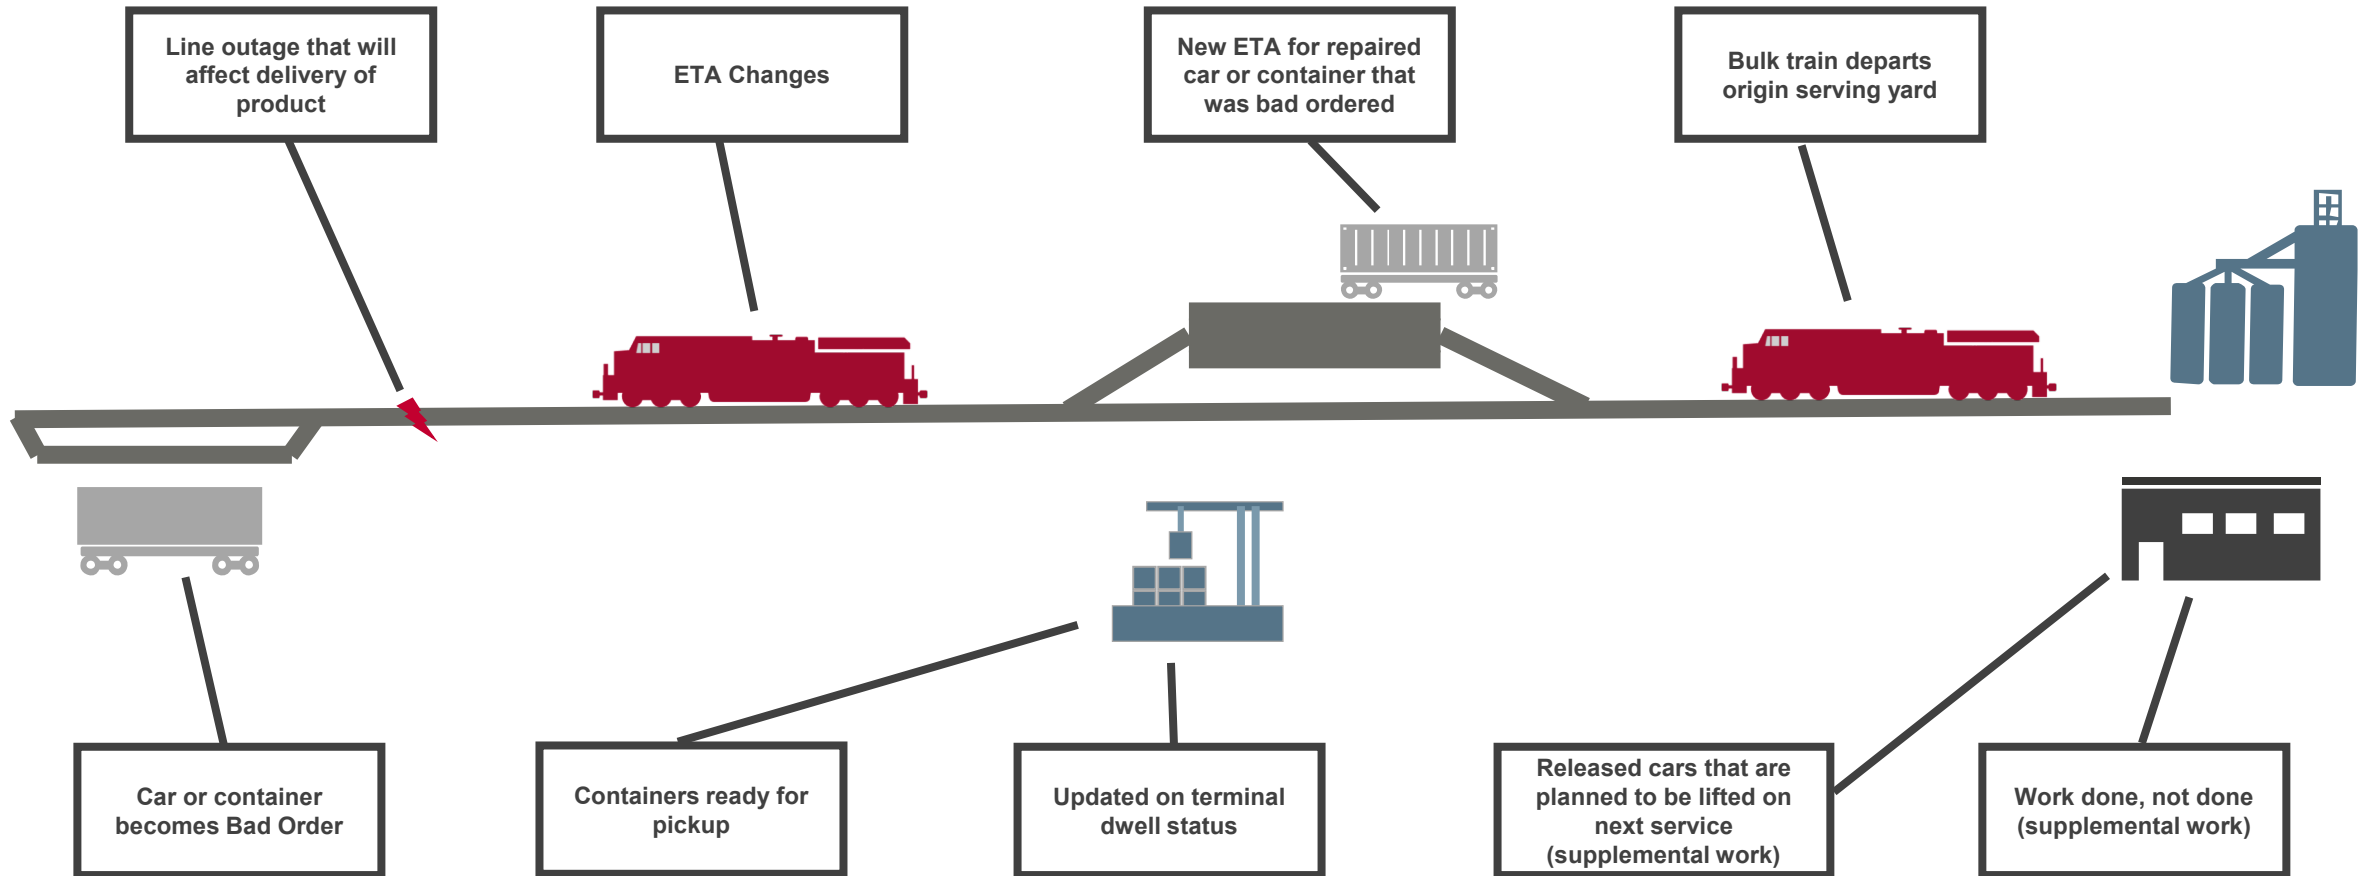 Line outage that will
affect delivery of
product
ETA Changes
New ETA for repaired
car or container that
was bad ordered
Bulk train departs
origin serving yard
Car or container
becomes Bad Order
Containers ready for
pickup
Updated on terminal
dwell status
Released cars that are
planned to be lifted on
next service
(supplemental work)
Work done, not done
(supplemental work)